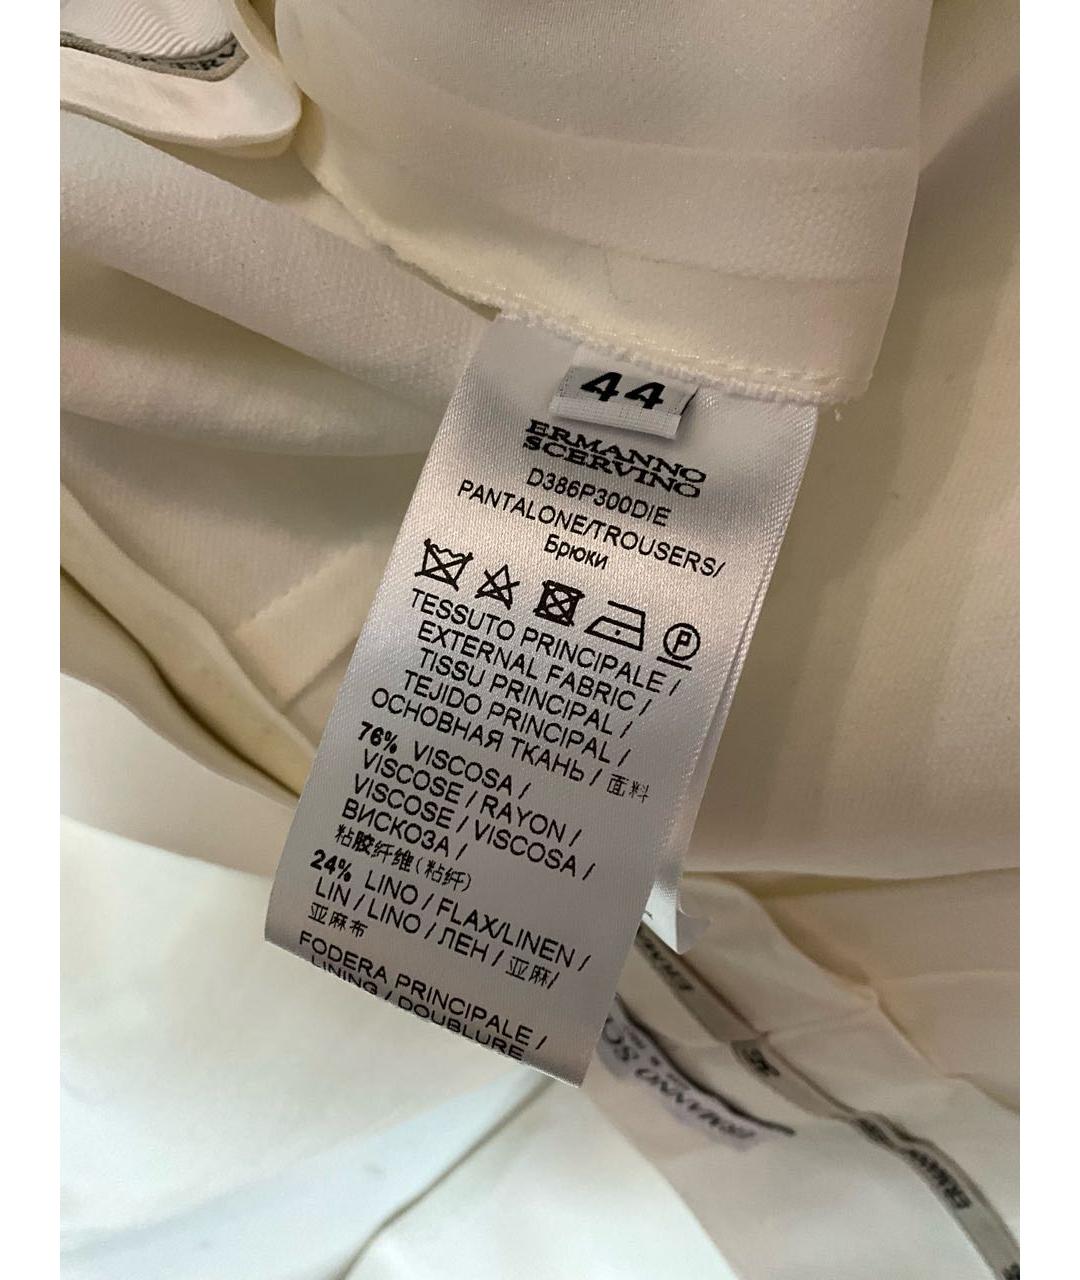 44
ERMANNO
SCERVINO
D386P300DIE
PANTALONE/TROUSERS/
Брюки
P
TESSUTO PRINCIPALE /
EXTERNAL FABRIC /
TISSU PRINCIPAL /
TEJIDO PRINCIPAL /
ОСНОВНАЯ ТКАНЬ / 面料
76% VISCOSA /
VISCOSE / RAYON /
VISCOSE / VISCOSA /
ВИСКОЗА /
粘胶纤维(粘纤)
24% LINO / FLAX/LINEN /
LIN / LINO / ЛЕН / 亚麻/
亚麻布
FODERA PRINCIPALE /
LINING / DOUBLURE